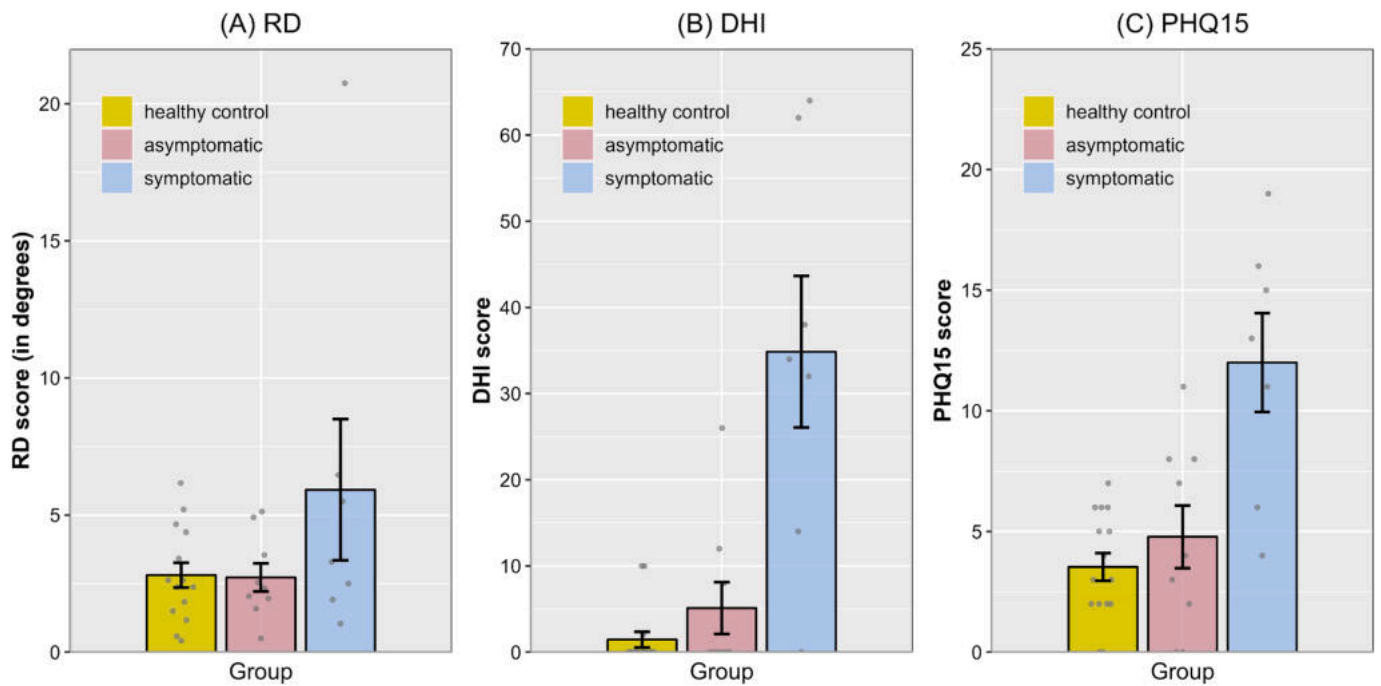 (A) RD
RD score (in degrees)
20
15
10
5
0
healthy control
asymptomatic
symptomatic
Group
(B) DHI
DHI score
70
60
50
40
30
20
10
0
healthy control
asymptomatic
symptomatic
Group
(C) PHQ15
PHQ15 score
25
20
15
10
5
0
healthy control
asymptomatic
symptomatic
Group